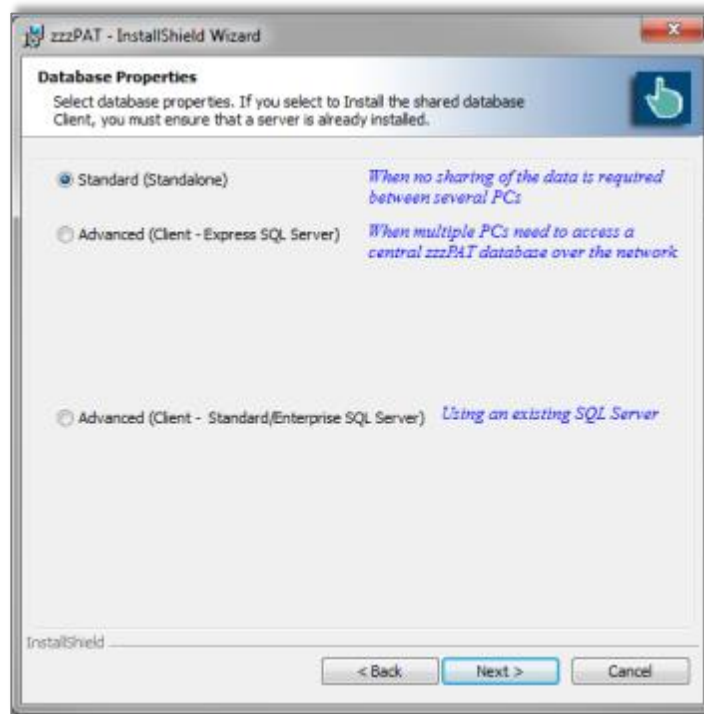 zzzPAT - InstallShield Wizard
Database Properties
Select database properties. If you select to Install the shared database
Client, you must ensure that a server is already installed.
Standard (Standalone)
When no sharing of the data is required
between several PCs
Advanced (Client - Express SQL Server)
When multiple PCs need to access a
central zzzPAT database over the network
Advanced (Client - Standard/Enterprise SQL Server)
Using an existing SQL Server
InstallShield
< Back
Next >
Cancel